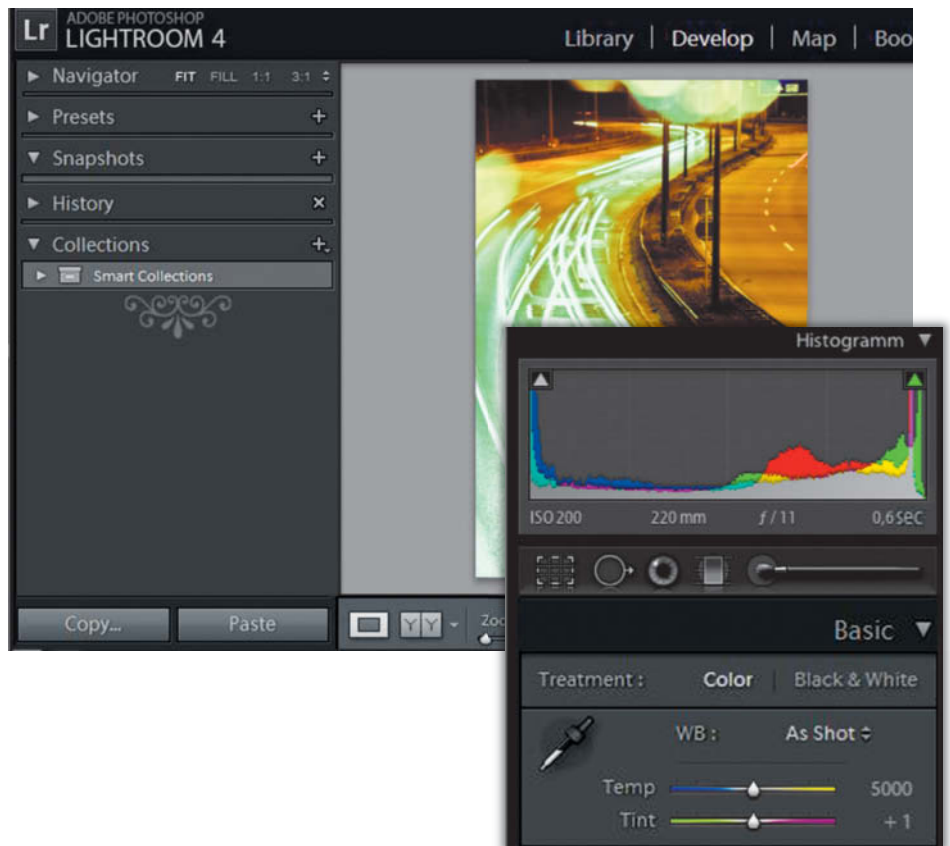 Lr ADOBE PHOTOSHOP
LIGHTROOM 4
Library | Develop | Map | Boo
Navigator FIT FILL 1:1 3:1
Presets
Snapshots
History
Collections
Smart Collections
Copy... Paste
Y Y Zoo
Histogramm
ISO 200 220 mm ƒ / 11 0,6 sec
Basic
Treatment : Color | Black & White
WB : As Shot
Temp 5000
Tint + 1